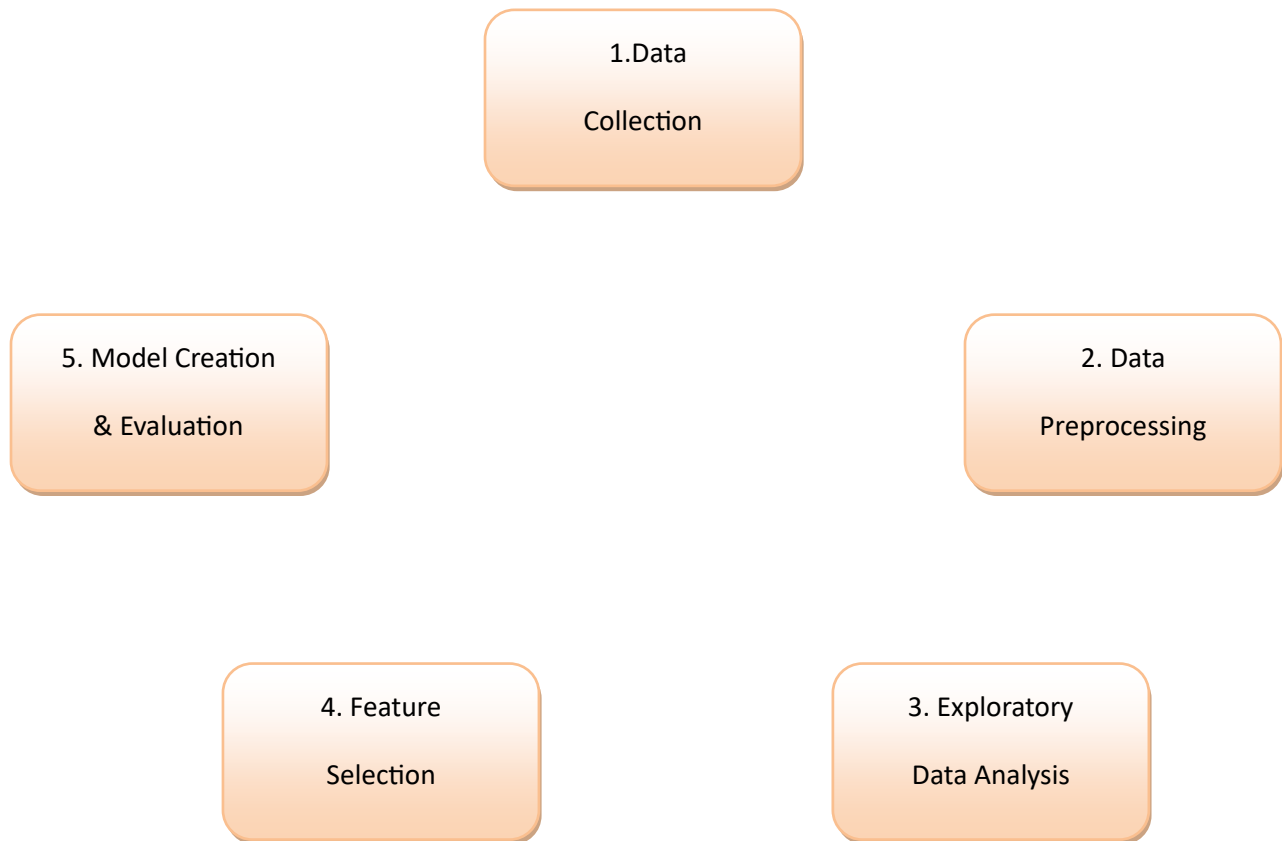 1.Data
Collection
2. Data
Preprocessing
3. Exploratory
Data Analysis
4. Feature
Selection
5. Model Creation
& Evaluation